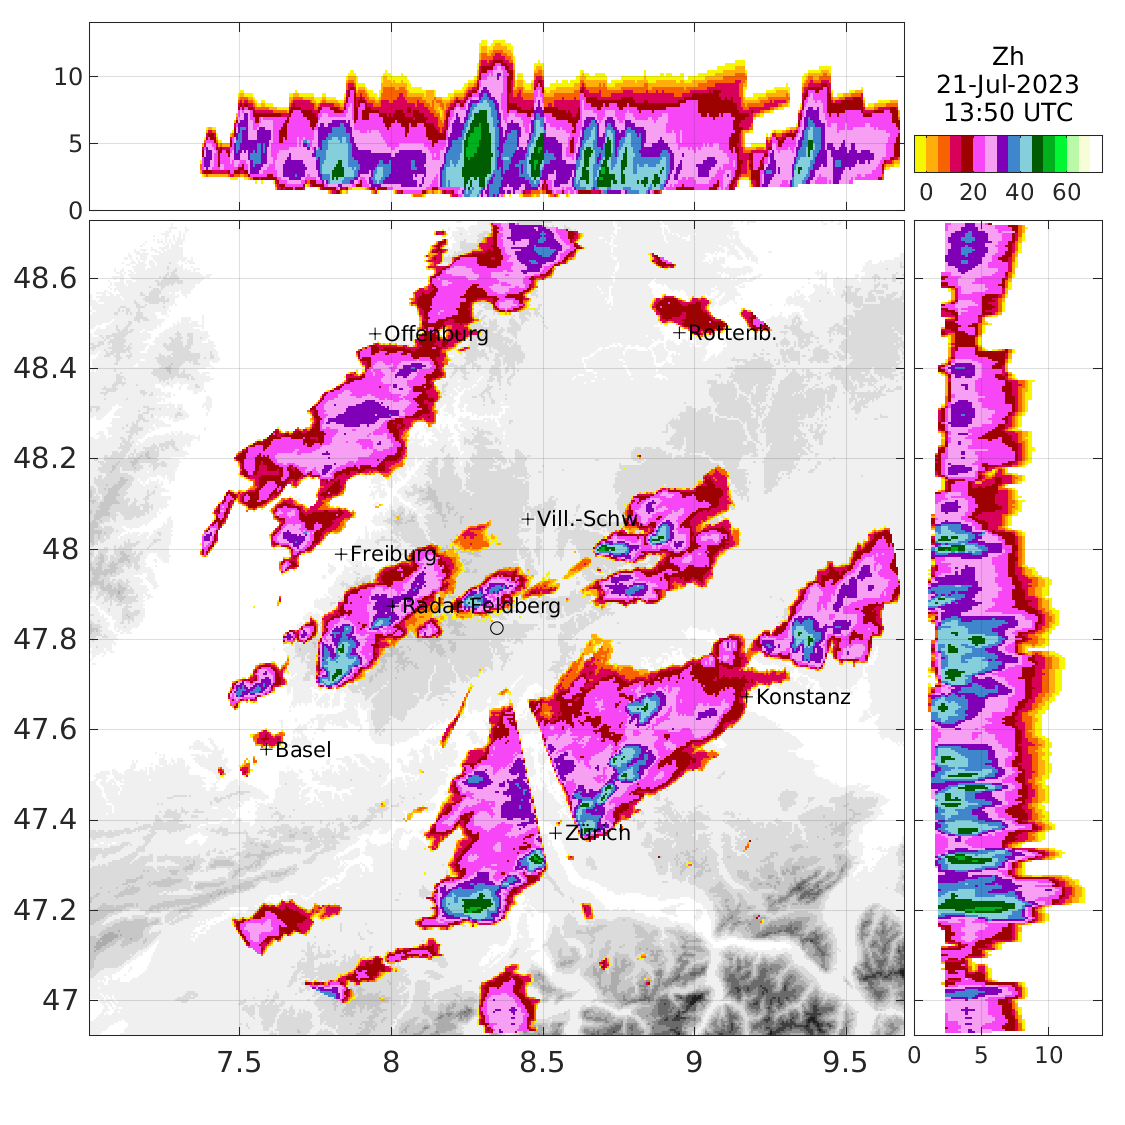 Zh
21-Jul-2023
13:50 UTC
0 20 40 60
10
5
0
48.6
48.4
48.2
48
47.8
47.6
47.4
47.2
47
+Offenburg
+Rottenb.
+Vill.-Schw.
+Freiburg
+Radar Feldberg
+Konstanz
+Basel
+Zürich
7.5 8 8.5 9 9.5
0 5 10